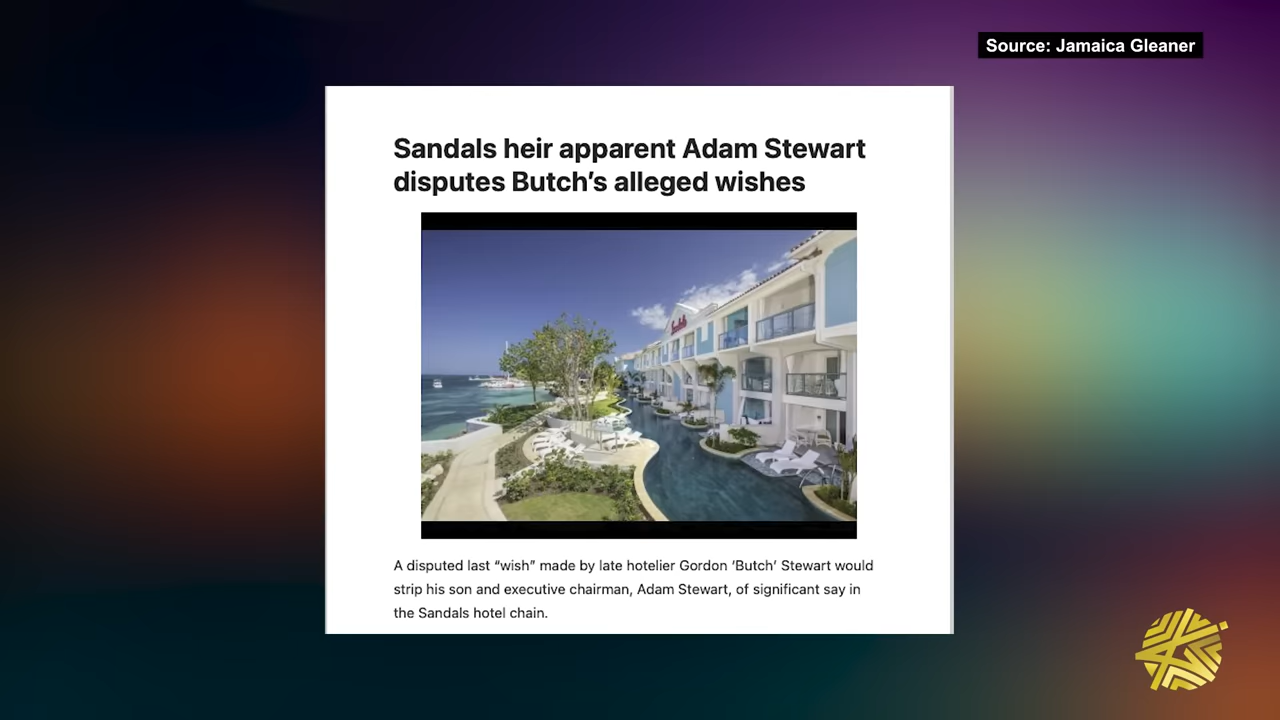 Source: Jamaica Gleaner
Sandals heir apparent Adam Stewart
disputes Butch’s alleged wishes
Sandals
A disputed last “wish” made by late hotelier Gordon ’Butch’ Stewart would
strip his son and executive chairman, Adam Stewart, of significant say in
the Sandals hotel chain.